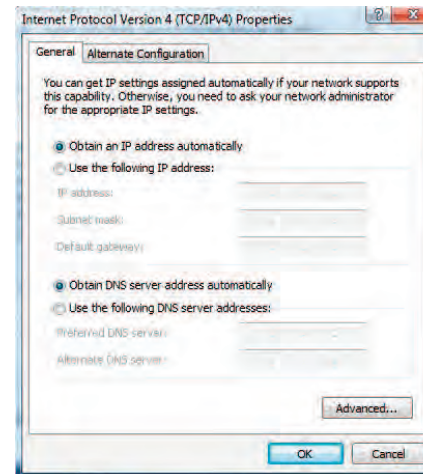 Internet Protocol Version 4 (TCP/IPv4) Properties
General
Alternate Configuration
You can get IP settings assigned automatically if your network supports
this capability. Otherwise, you need to ask your network administrator
for the appropriate IP settings.
Obtain an IP address automatically
Use the following IP address:
IP address:
Subnet mask:
Default gateway:
Obtain DNS server address automatically
Use the following DNS server addresses:
Preferred DNS server:
Alternate DNS server:
Advanced...
OK
Cancel